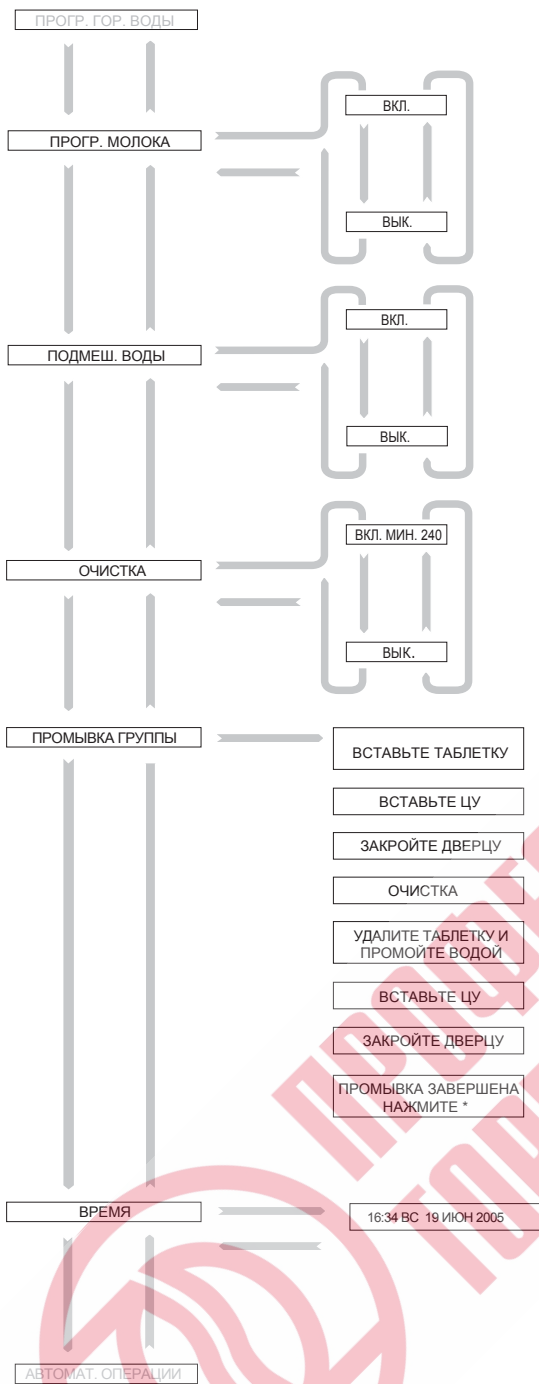 ПРОГР. ГОР. ВОДЫ
ПРОГР. МОЛОКА
ВКЛ.
ВЫК.
ПОДМЕШ. ВОДЫ
ВКЛ.
ВЫК.
ОЧИСТКА
ВКЛ. МИН. 240
ВЫК.
ПРОМЫВКА ГРУППЫ
ВСТАВЬТЕ ТАБЛЕТКУ
ВСТАВЬТЕ ЦУ
ЗАКРОЙТЕ ДВЕРЦУ
ОЧИСТКА
УДАЛИТЕ ТАБЛЕТКУ И
ПРОМОЙТЕ ВОДОЙ
ВСТАВЬТЕ ЦУ
ЗАКРОЙТЕ ДВЕРЦУ
ПРОМЫВКА ЗАВЕРШЕНА
НАЖМИТЕ *
ВРЕМЯ
16:34 ВС 19 ИЮН 2005
АВТОМАТ. ОПЕРАЦИИ